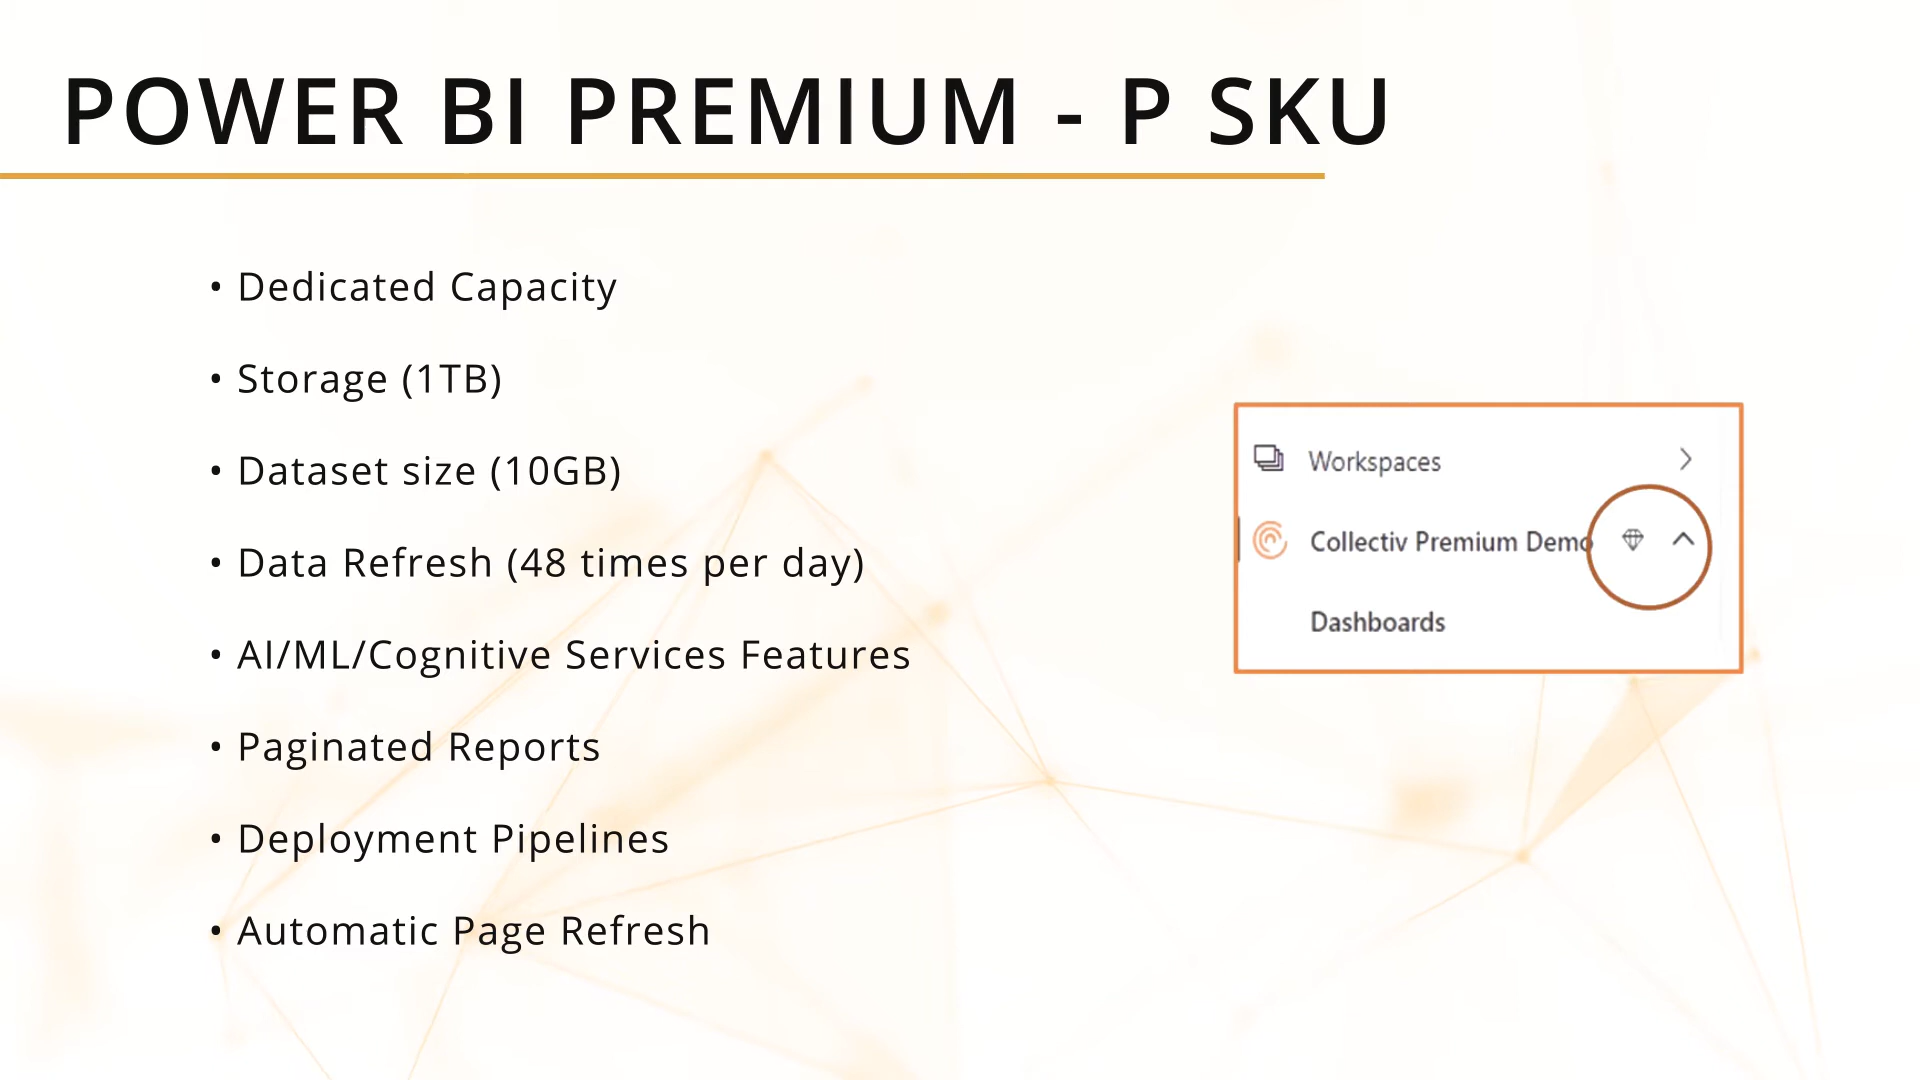 POWER BI PREMIUM - P SKU
• Dedicated Capacity
• Storage (1TB)
• Dataset size (10GB)
• Data Refresh (48 times per day)
• AI/ML/Cognitive Services Features
• Paginated Reports
• Deployment Pipelines
• Automatic Page Refresh
Workspaces
Collectiv Premium Demo
Dashboards